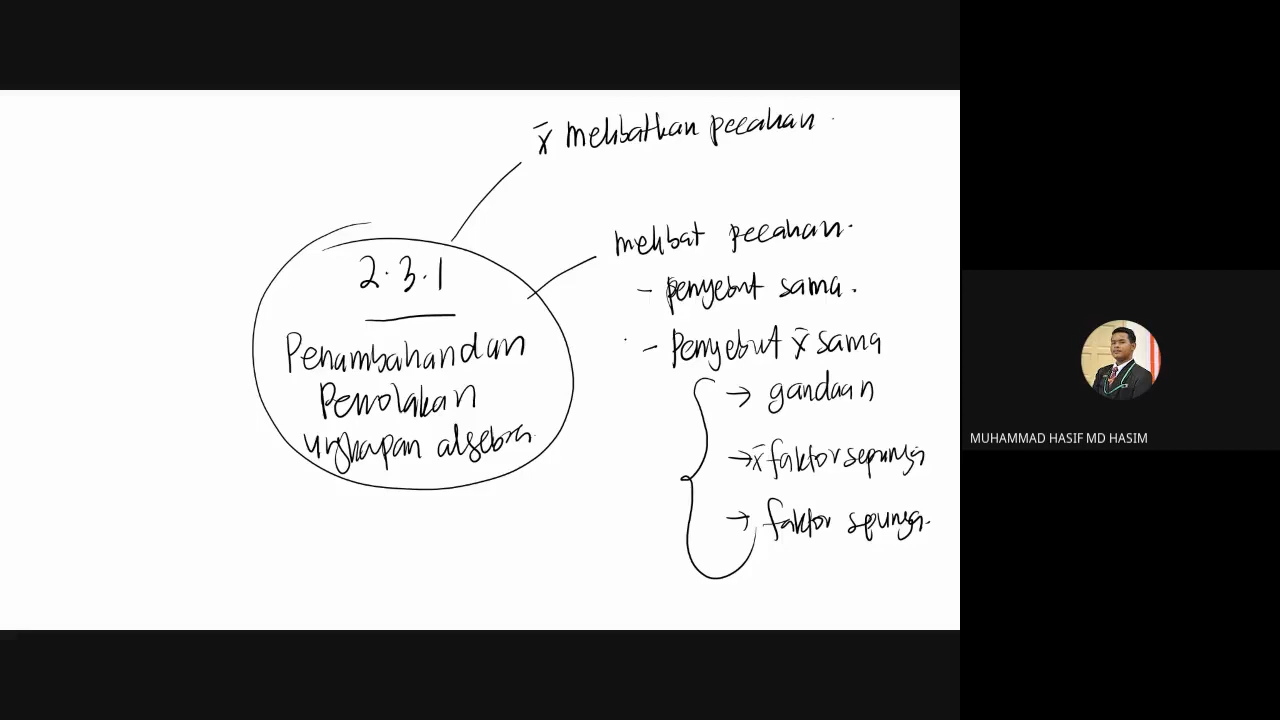 x̄ melibatkan pecahan.
2.3.1
Penambahan dan
Penolakan
ungkapan algebra.
melibat pecahan.
- penyebut sama.
- Penyebut x̄ sama
→ gandaan
→ x̄ faktor sepunya
→ faktor sepunya.
MUHAMMAD HASIF MD HASIM